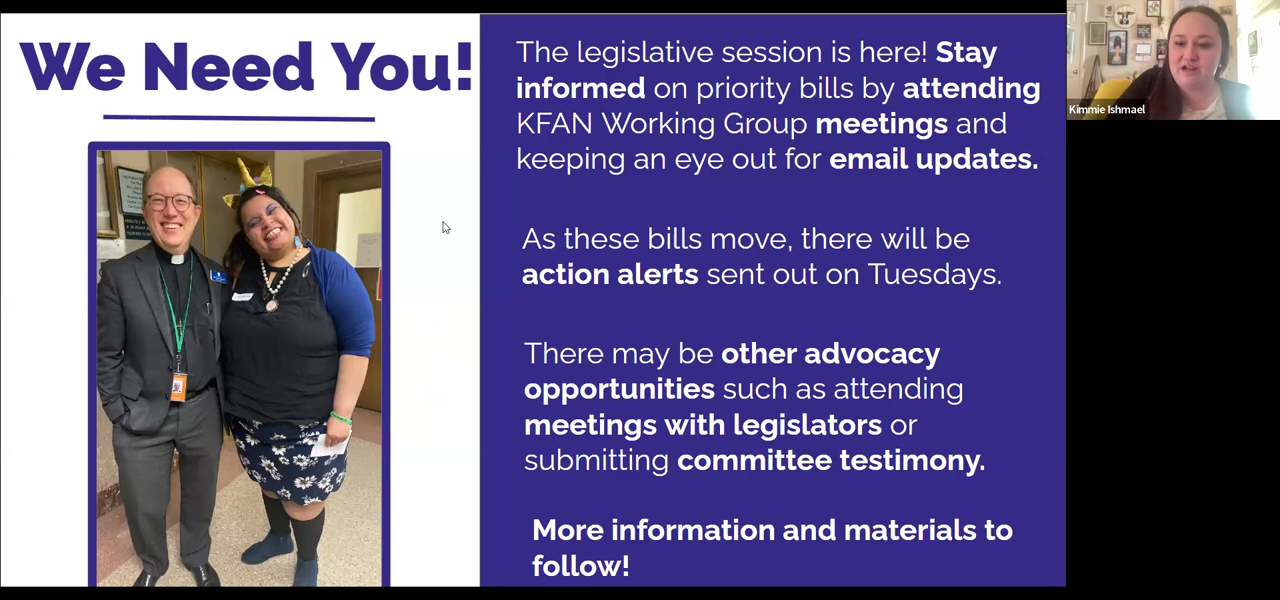 We Need You!
The legislative session is here! Stay
informed on priority bills by attending
KFAN Working Group meetings and
keeping an eye out for email updates.
As these bills move, there will be
action alerts sent out on Tuesdays.
There may be other advocacy
opportunities such as attending
meetings with legislators or
submitting committee testimony.
More information and materials to
follow!
Kimmie Ishmael